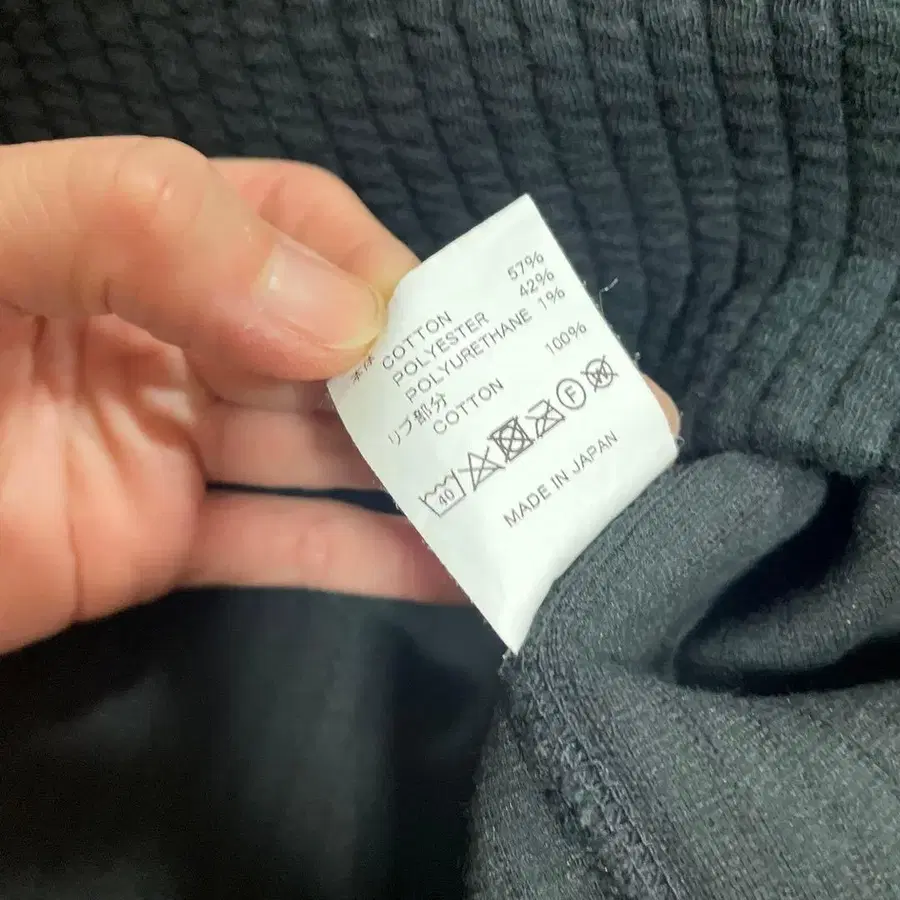 本体 COTTON 57%
POLYESTER 42%
POLYURETHANE 1%
リブ部分
COTTON 100%
40 F W
MADE IN JAPAN